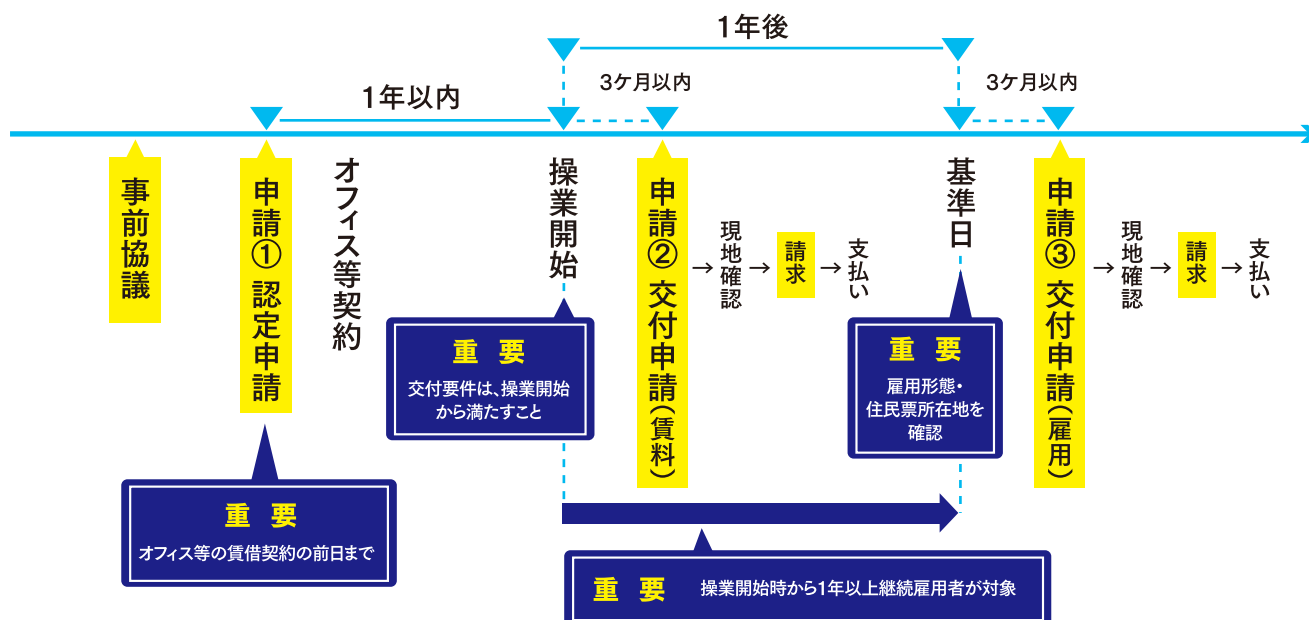 1年後
1年以内
3ケ月以内
3ケ月以内
事前協議
申請① 認定申請
オフィス等契約
操業開始
申請② 交付申請(賃料)
→現地確認→請求→支払い
基準日
申請③ 交付申請(雇用)
→現地確認→請求→支払い
重要
オフィス等の賃借契約の前日まで
重要
交付要件は、操業開始
から満たすこと
重要
雇用形態・
住民票所在地を
確認
重要 操業開始時から1年以上継続雇用者が対象